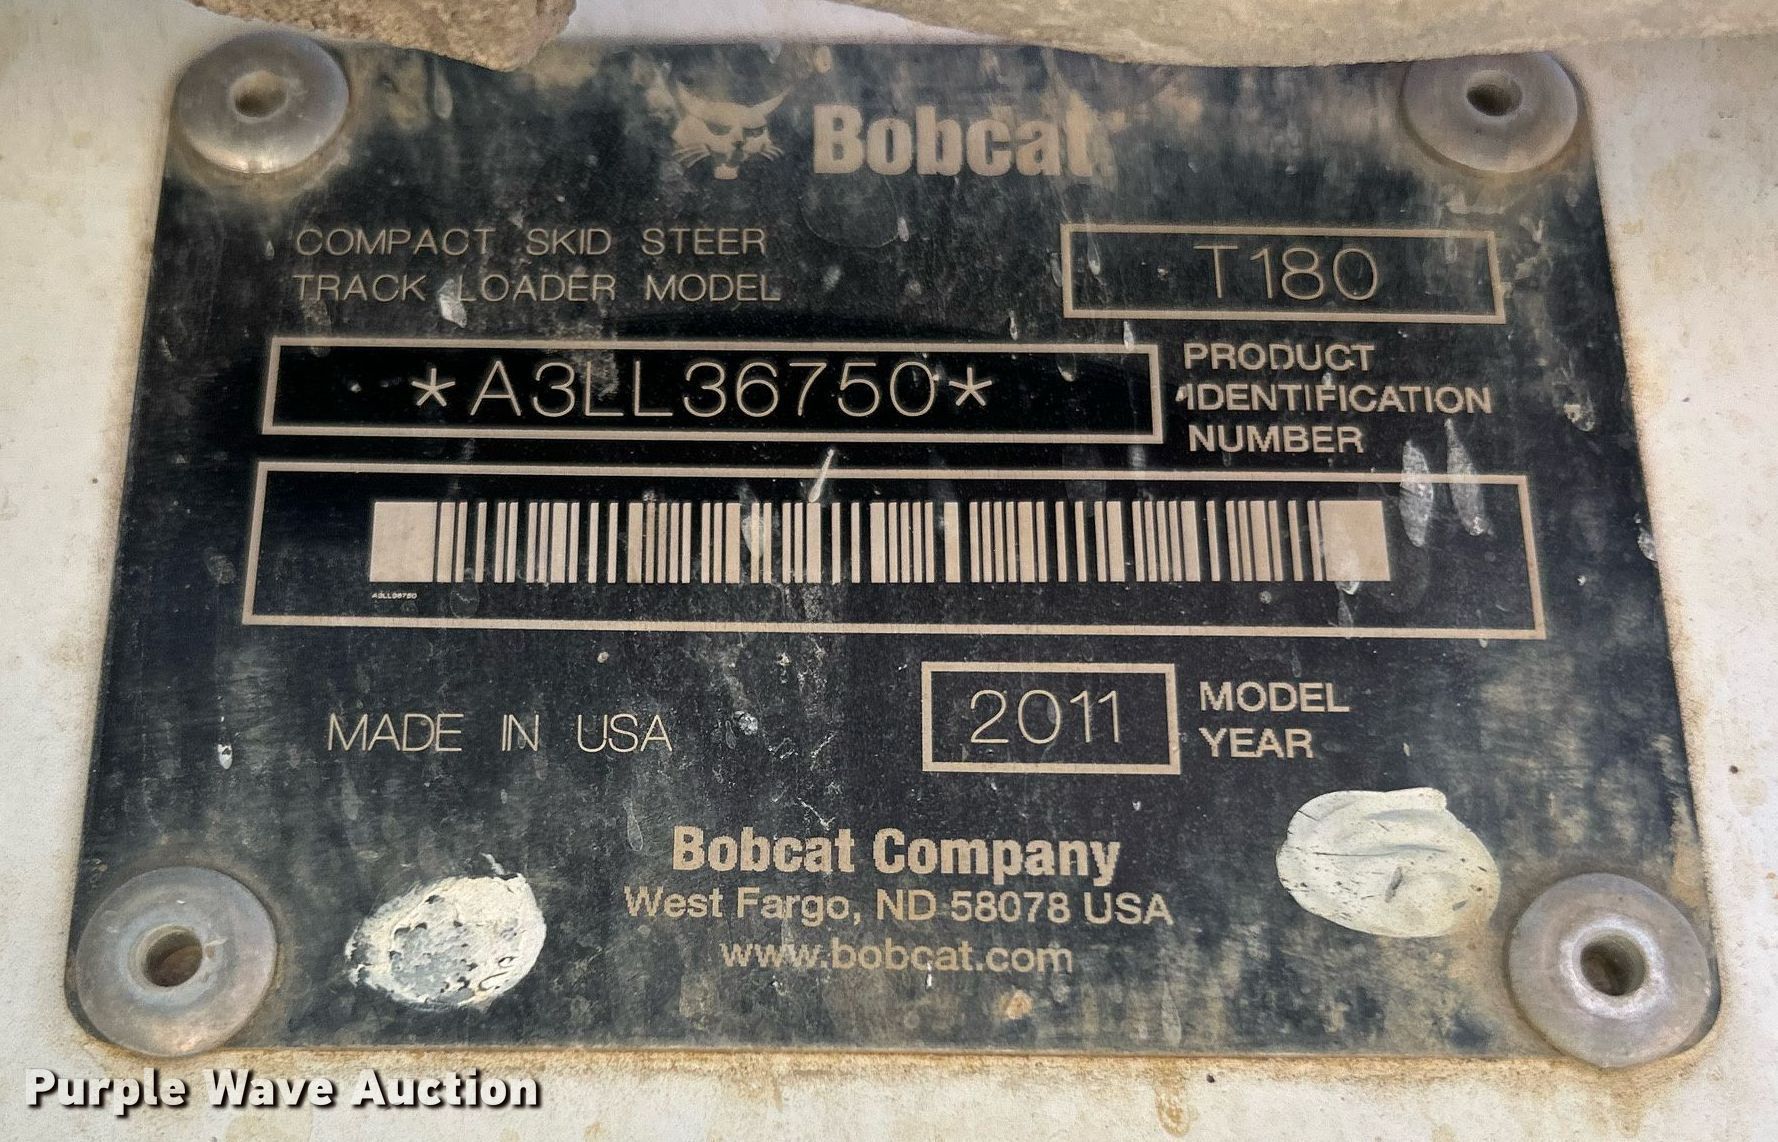 Bobcat
COMPACT SKID STEER
TRACK LOADER MODEL
T180
*A3LL36750*
PRODUCT
IDENTIFICATION
NUMBER
A3LL36750
MADE IN USA
2011
MODEL
YEAR
Bobcat Company
West Fargo, ND 58078 USA
www.bobcat.com
Purple Wave Auction